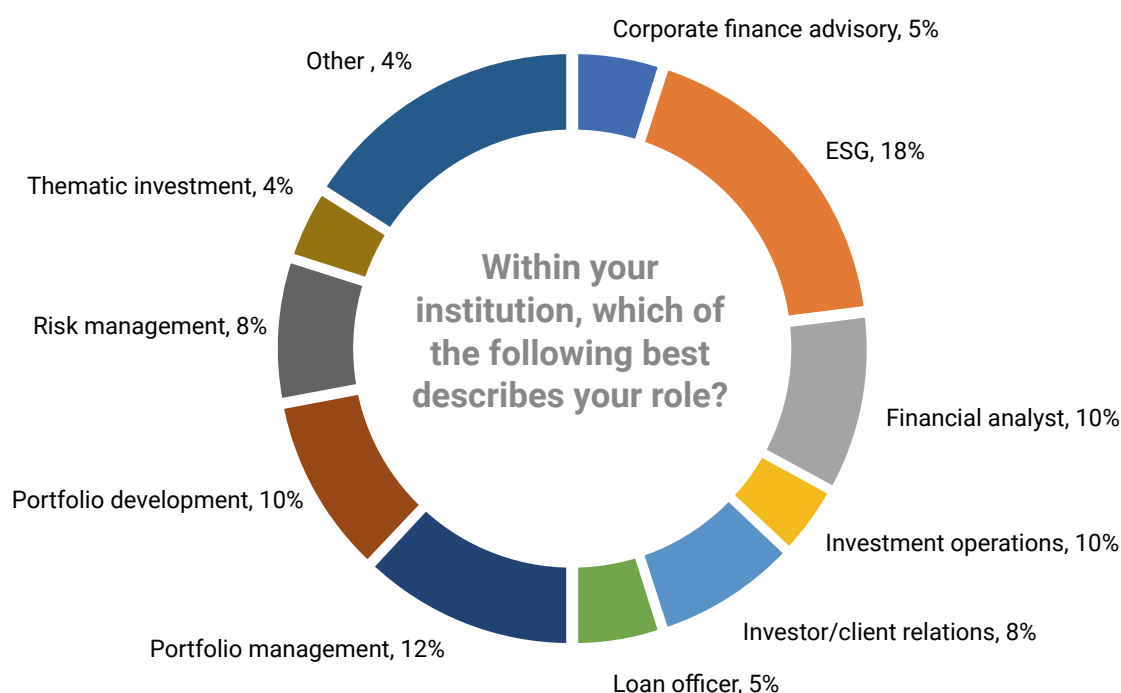 Corporate finance advisory, 5%
Other , 4%
ESG, 18%
Thematic investment, 4%
Within your
institution, which of
the following best
describes your role?
Risk management, 8%
Financial analyst, 10%
Portfolio development, 10%
Investment operations, 10%
Investor/client relations, 8%
Portfolio management, 12%
Loan officer, 5%